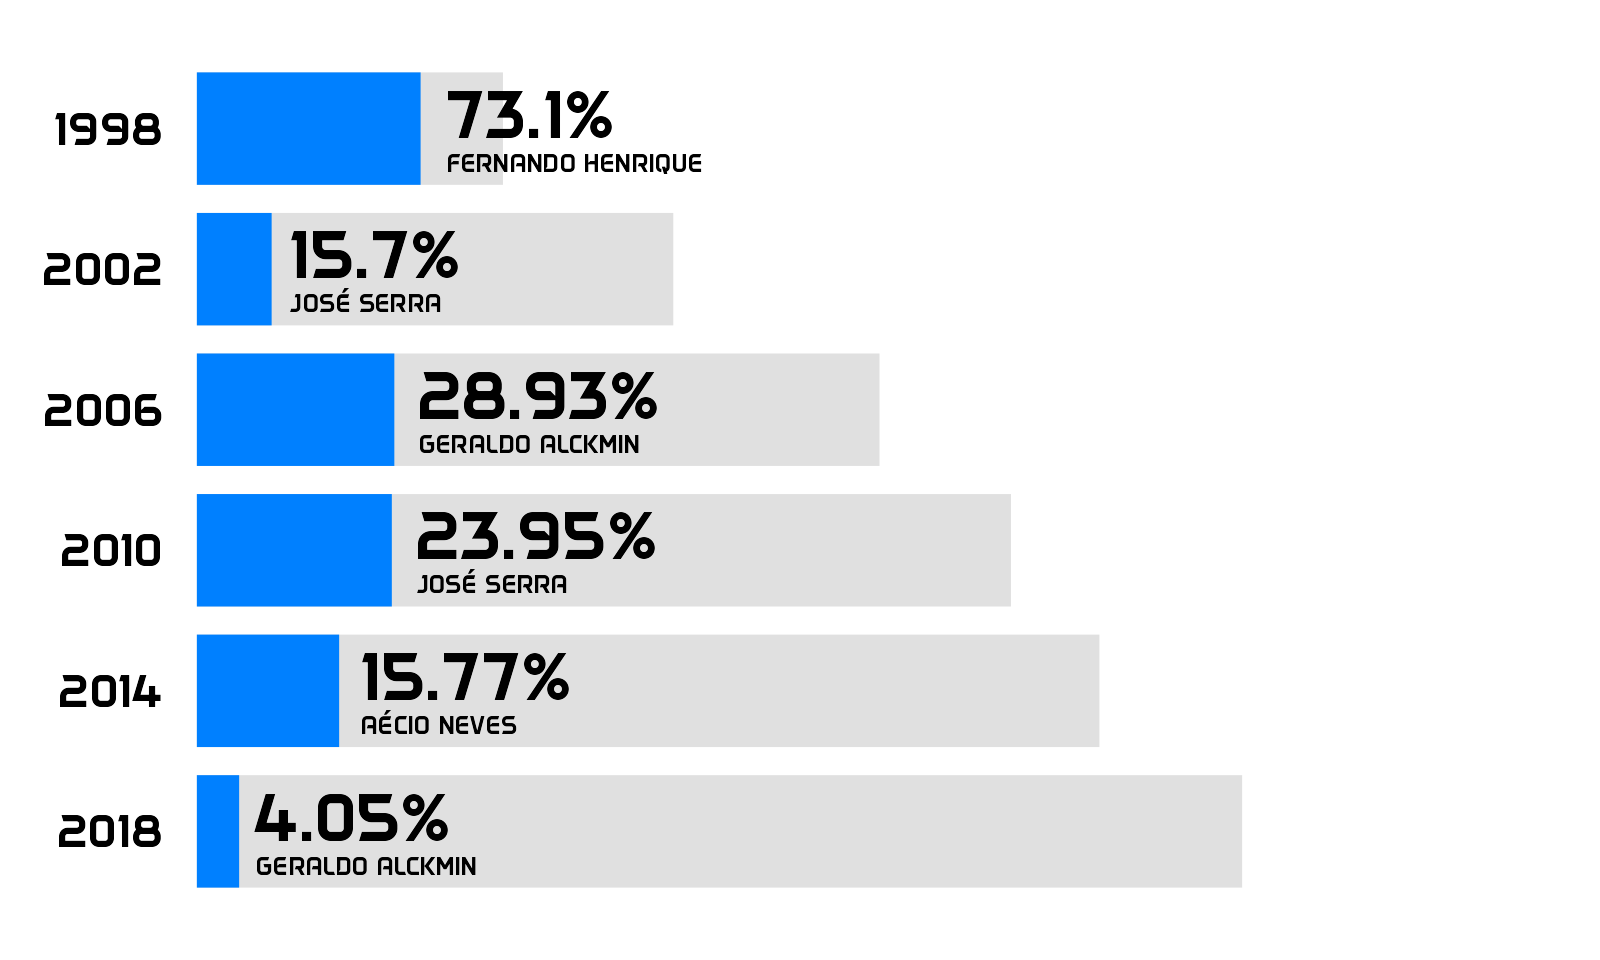 1998
73.1%
FERNANDO HENRIQUE
2002
15.7%
JOSÉ SERRA
2006
28.93%
GERALDO ALCKMIN
2010
23.95%
JOSÉ SERRA
2014
15.77%
AÉCIO NEVES
2018
4.05%
GERALDO ALCKMIN